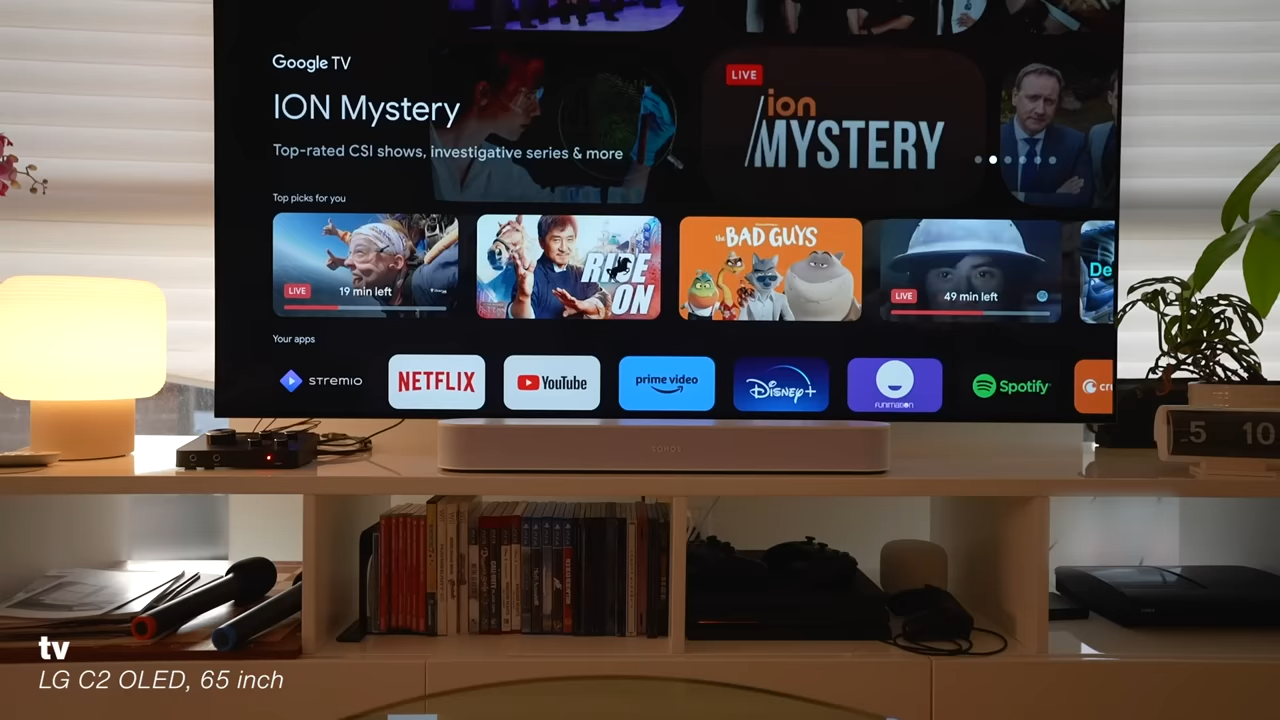 Google TV
ION Mystery
Top-rated CSI shows, investigative series & more
LIVE
ion
MYSTERY
Top picks for you
LIVE
19 min left
RIDE
ON
the BAD GUYS
LIVE
49 min left
De
Your apps
STREMIO
NETFLIX
YouTube
prime video
Disney+
FUNIMATION
Spotify
cru
SONOS
5 10
tv
LG C2 OLED, 65 inch